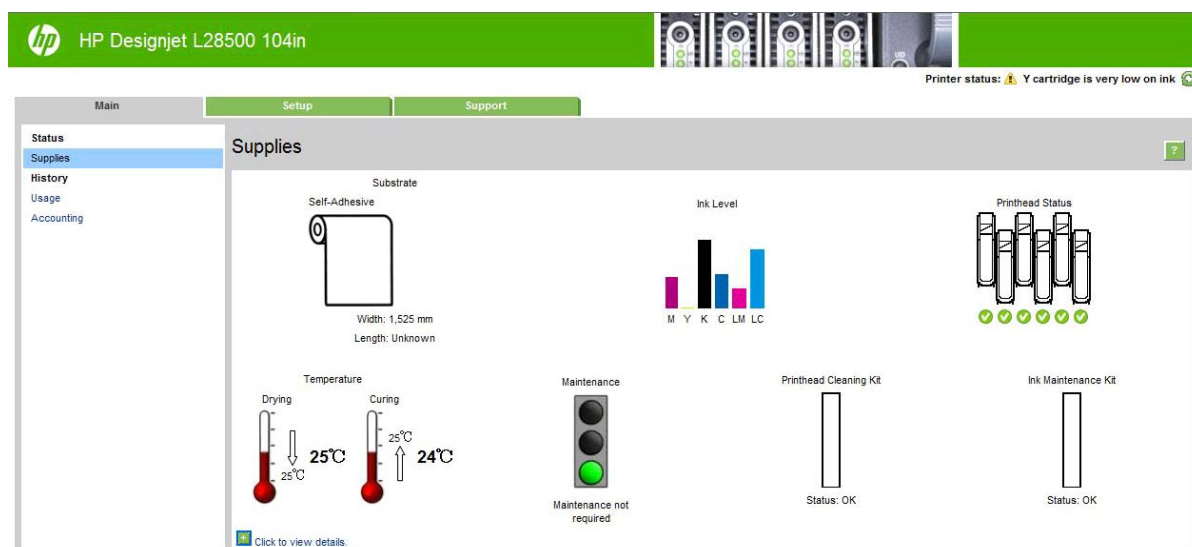 hp HP Designjet L28500 104in
Printer status: Y cartridge is very low on ink
Main Setup Support
Status
Supplies
History
Usage
Accounting
Supplies
?
Substrate
Self-Adhesive
Width: 1,525 mm
Length: Unknown
Ink Level
M Y K C LM LC
Printhead Status
Temperature
Drying
25°C
25°C
Curing
25°C
24°C
Maintenance
Maintenance not
required
Printhead Cleaning Kit
Status: OK
Ink Maintenance Kit
Status: OK
+ Click to view details.